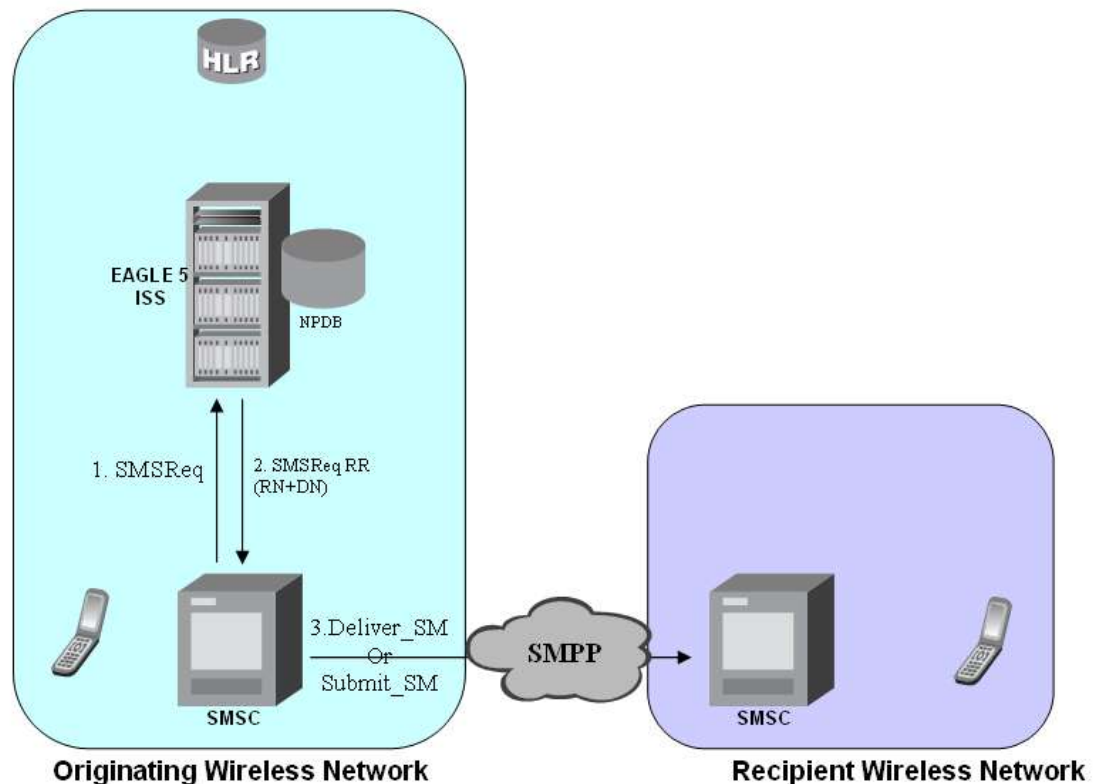 HLR
EAGLE 5
ISS
NPDB
1. SMSReq
2. SMSReq RR
(RN+DN)
3.Deliver_SM
Or
Submit_SM
SMPP
SMSC
SMSC
Originating Wireless Network
Recipient Wireless Network